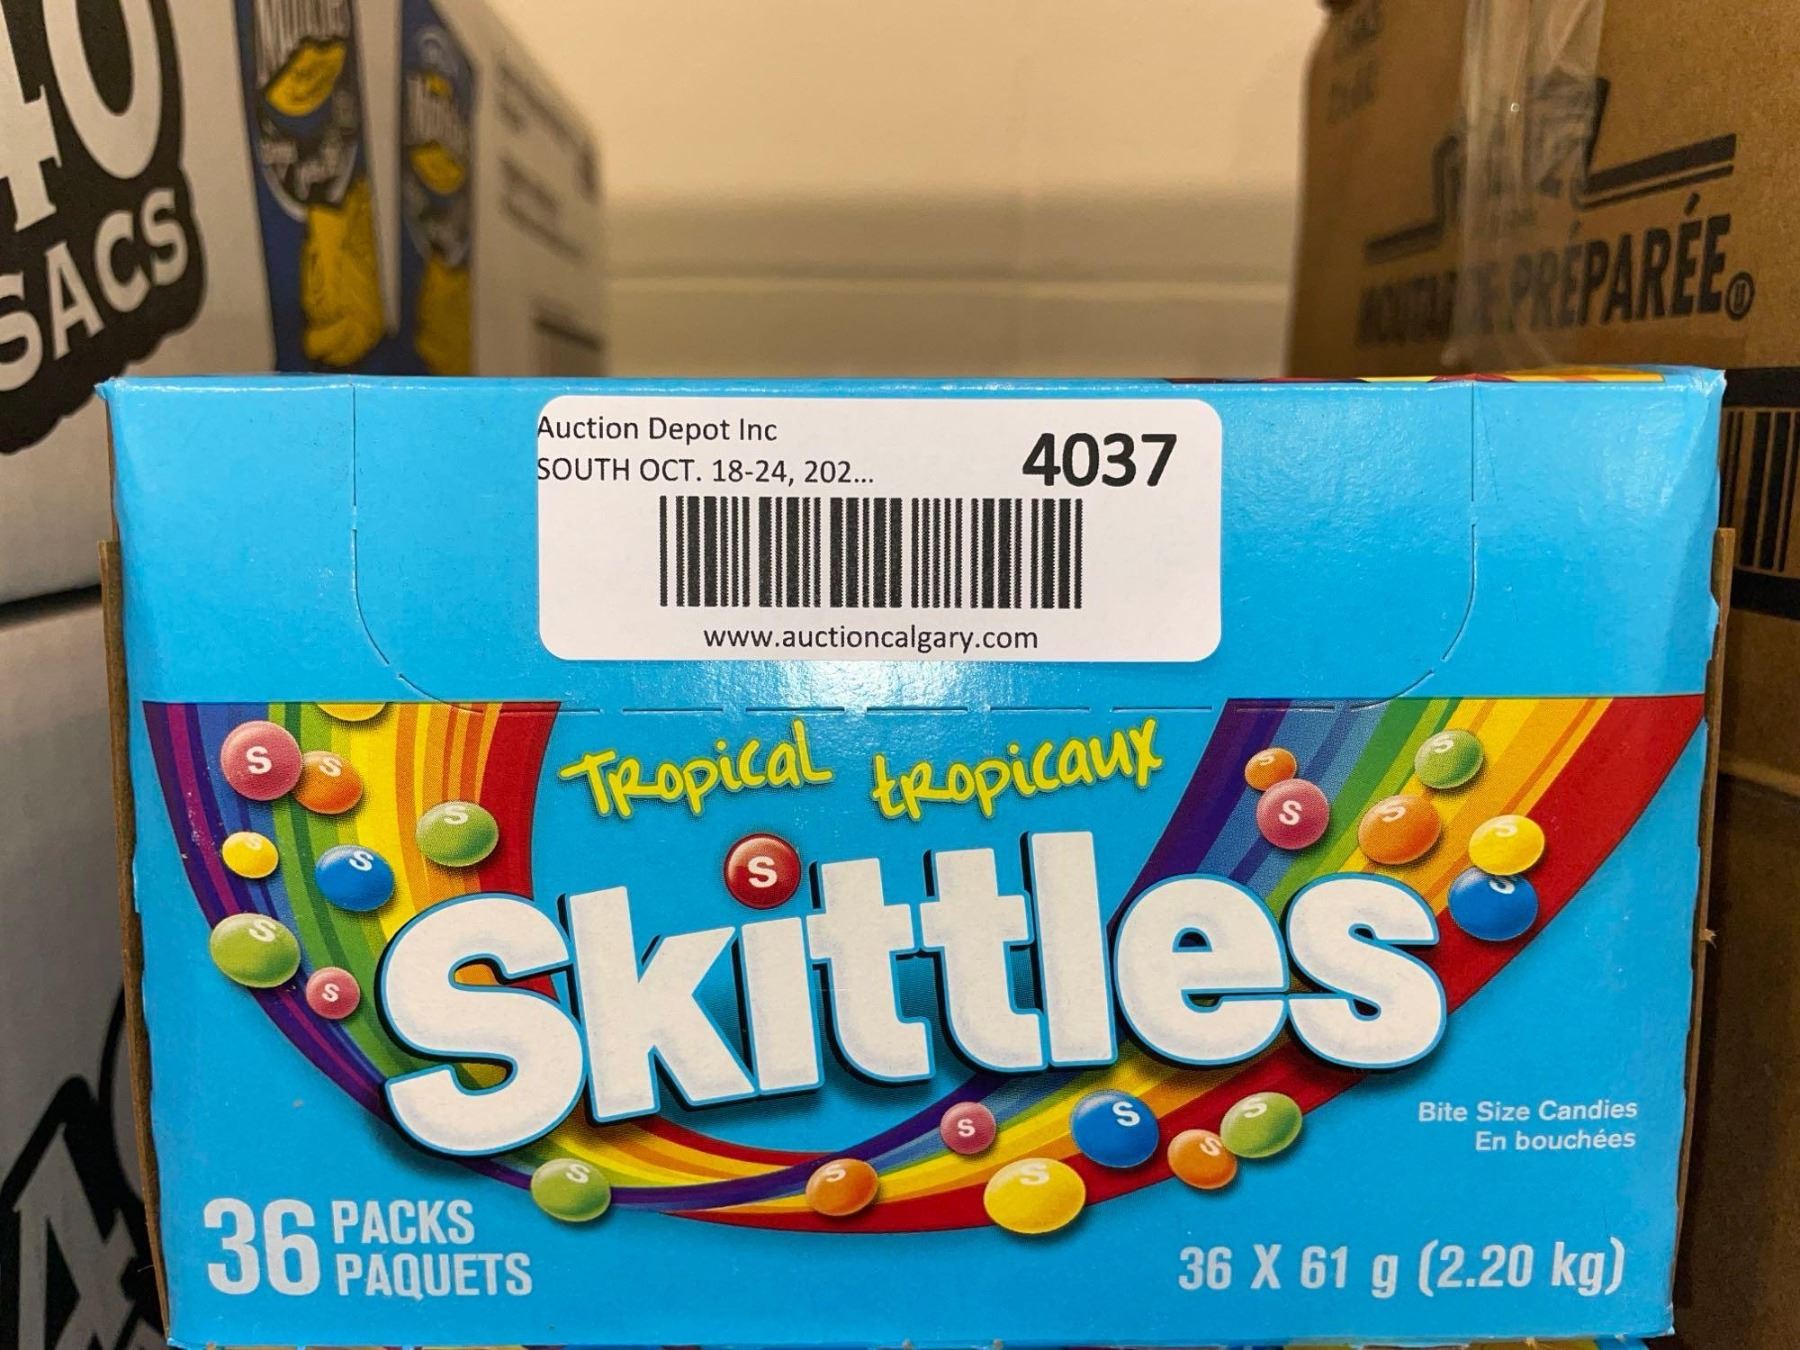 40
SACS
PRÉPARÉE
Auction Depot Inc
SOUTH OCT. 18-24, 202...
4037
www.auctioncalgary.com
Tropical tropicaux
Skittles
Bite Size Candies
En bouchées
36 PACKS
PAQUETS
36 X 61 g (2.20 kg)